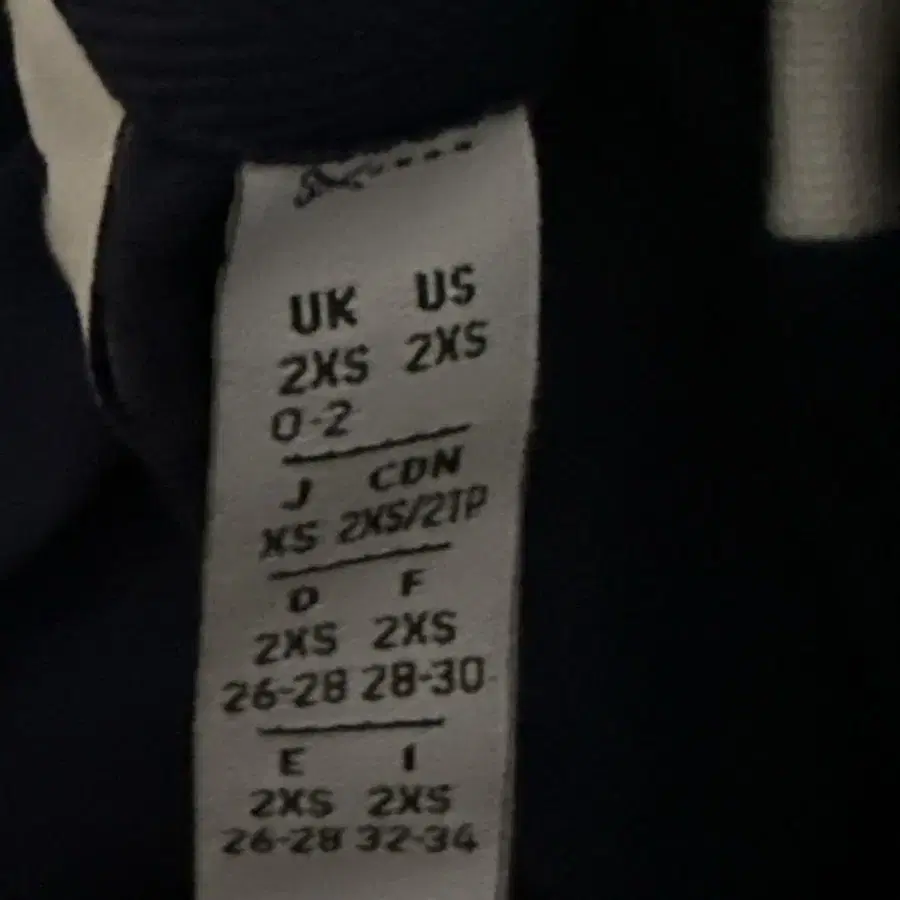 UK US
2XS 2XS
0-2
J CDN
XS 2XS/2TP
D F
2XS 2XS
26-28 28-30
E I
2XS 2XS
26-28 32-34